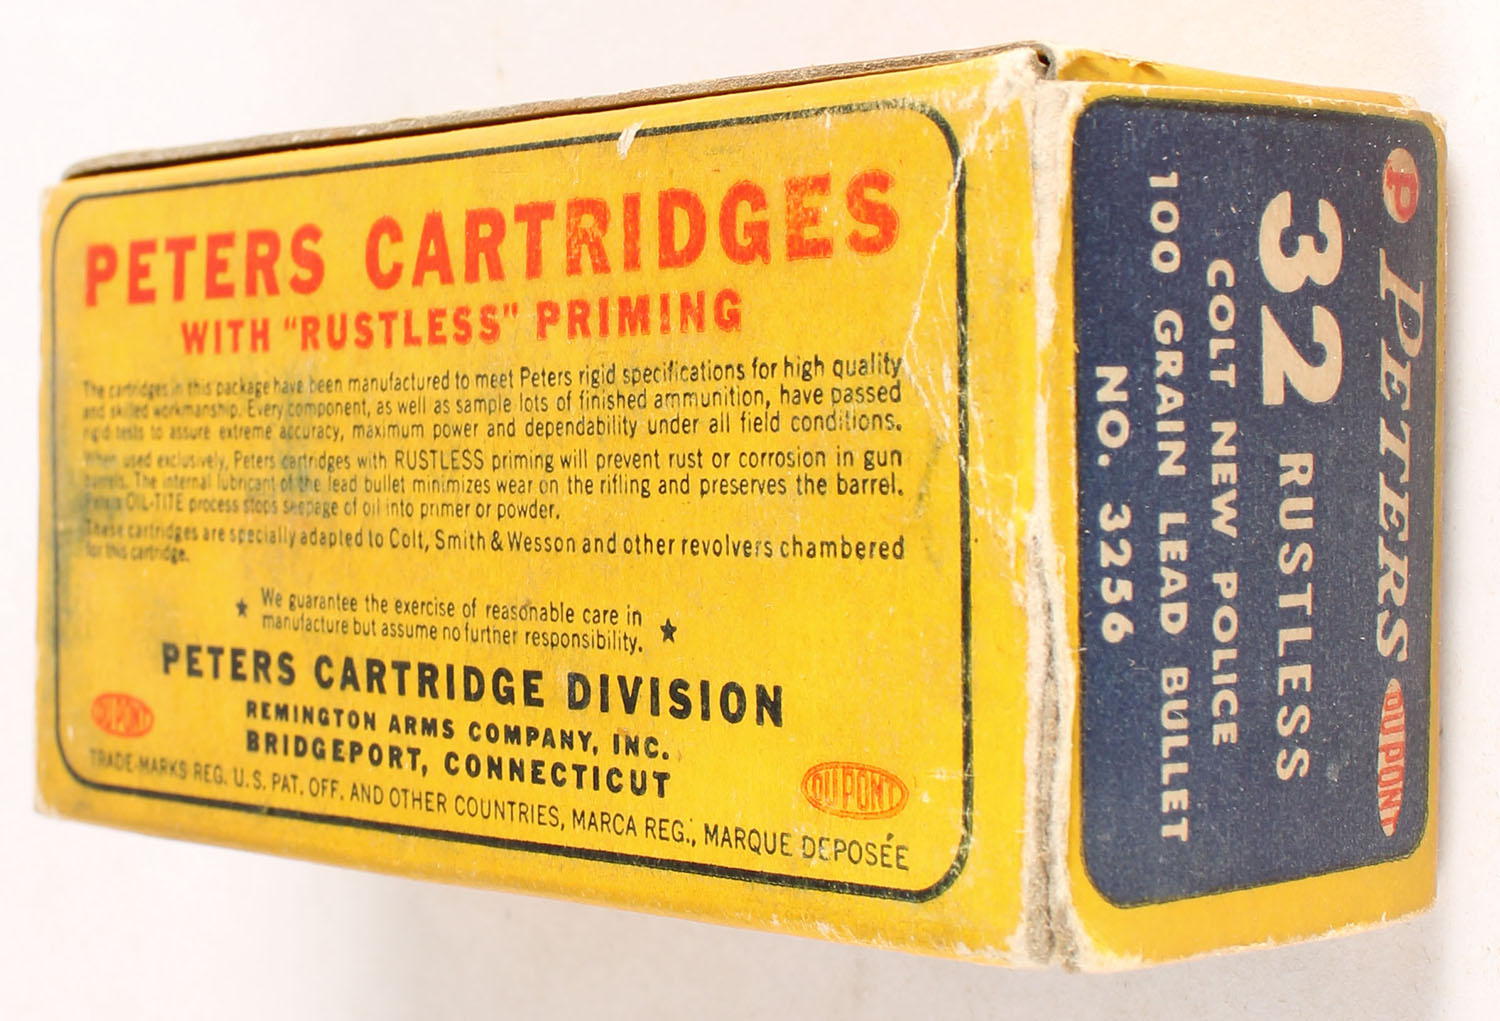 PETERS CARTRIDGES
WITH "RUSTLESS" PRIMING
The cartridges in this package have been manufactured to meet Peters rigid specifications for high quality
and skilled workmanship. Every component, as well as sample lots of finished ammunition, have passed
rigid tests to assure extreme accuracy, maximum power and dependability under all field conditions.
When used exclusively, Peters cartridges with RUSTLESS priming will prevent rust or corrosion in gun
barrels. The internal lubricant of the lead bullet minimizes wear on the rifling and preserves the barrel.
Peters OIL-TITE process stops seepage of oil into primer or powder.
These cartridges are specially adapted to Colt, Smith & Wesson and other revolvers chambered
for this cartridge.
★ We guarantee the exercise of reasonable care in
manufacture but assume no further responsibility. ★
PETERS CARTRIDGE DIVISION
REMINGTON ARMS COMPANY, INC.
BRIDGEPORT, CONNECTICUT
DU PONT
DU PONT
TRADE-MARKS REG. U.S. PAT. OFF. AND OTHER COUNTRIES, MARCA REG., MARQUE DEPOSÉE
P PETERS DU PONT
32 RUSTLESS
COLT NEW POLICE
100 GRAIN LEAD BULLET
NO. 3256